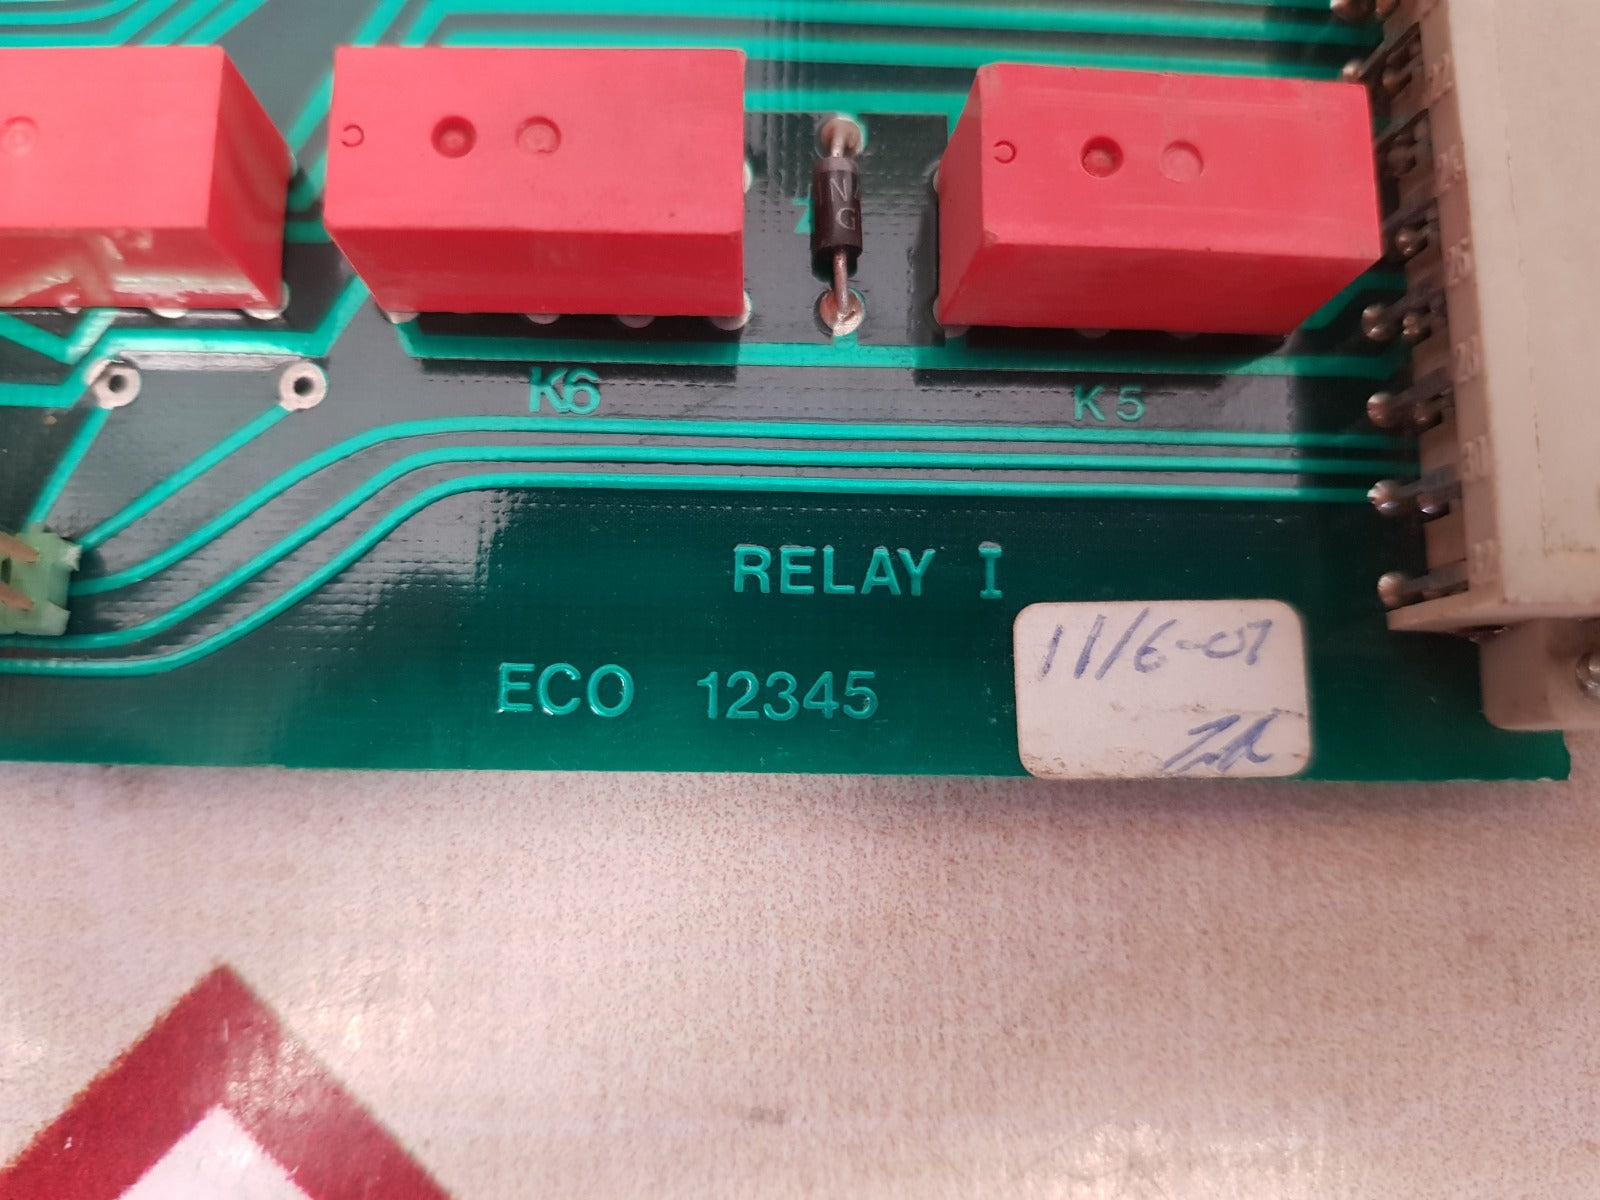 N
G
K6
K5
RELAY I
ECO 12345
11/6-07